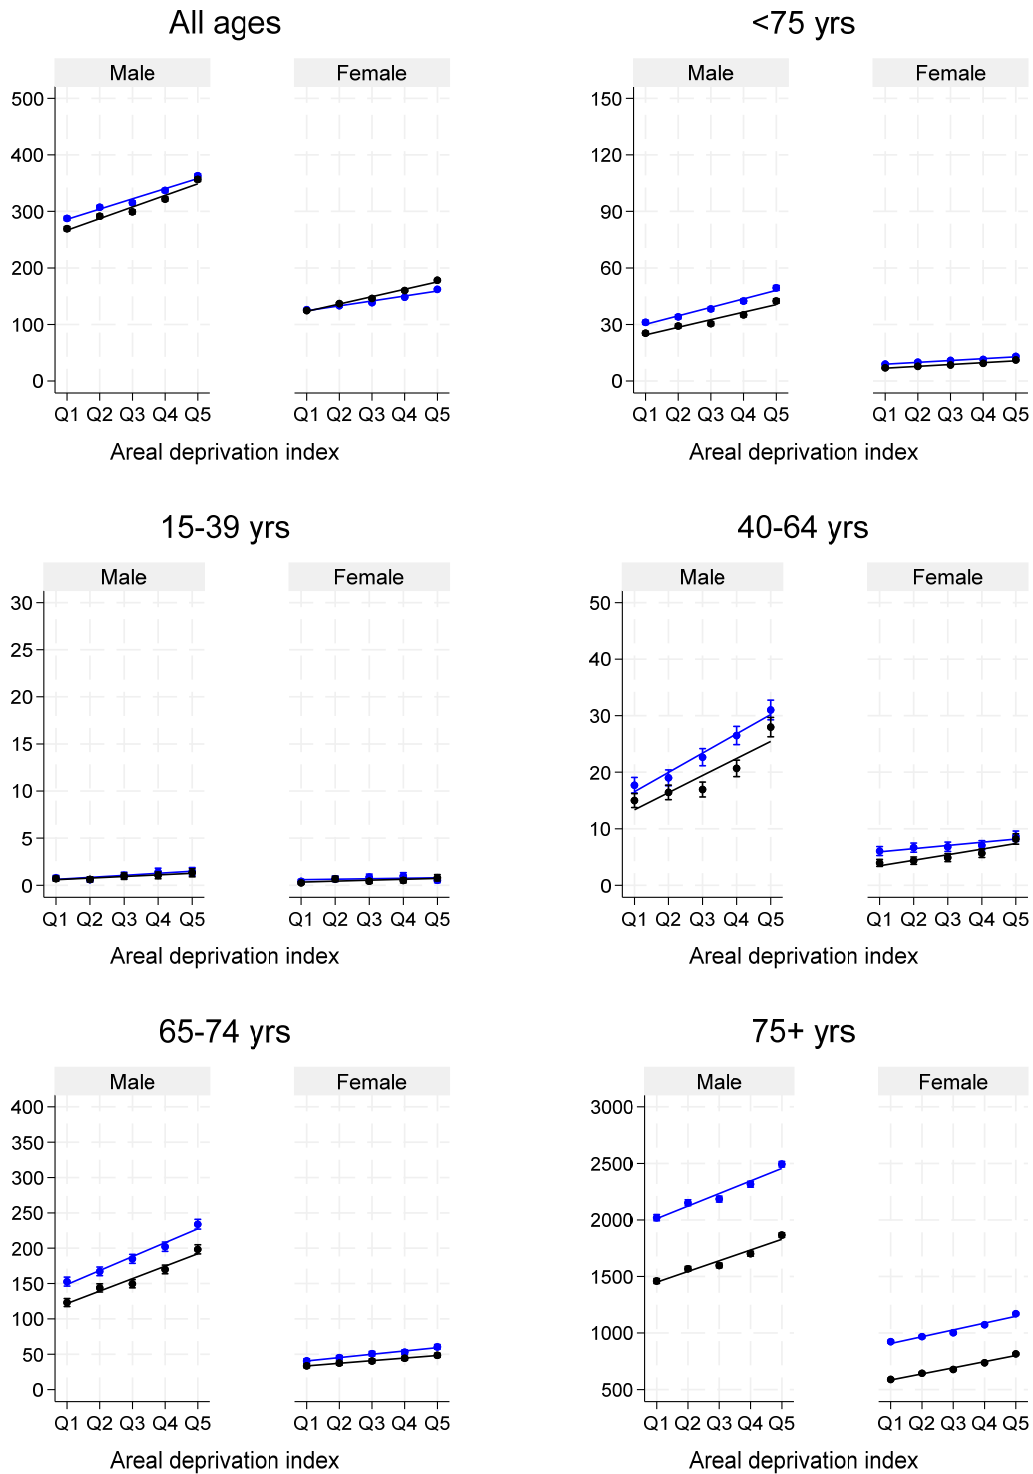 All ages
<75 yrs
Male Female
Male Female
500
400
300
200
100
0
150
120
90
60
30
0
Q1 Q2 Q3 Q4 Q5 Q1 Q2 Q3 Q4 Q5
Q1 Q2 Q3 Q4 Q5 Q1 Q2 Q3 Q4 Q5
Areal deprivation index
Areal deprivation index
15-39 yrs
40-64 yrs
Male Female
Male Female
30
25
20
15
10
5
0
50
40
30
20
10
0
Q1 Q2 Q3 Q4 Q5 Q1 Q2 Q3 Q4 Q5
Q1 Q2 Q3 Q4 Q5 Q1 Q2 Q3 Q4 Q5
Areal deprivation index
Areal deprivation index
65-74 yrs
75+ yrs
Male Female
Male Female
400
350
300
250
200
150
100
50
0
3000
2500
2000
1500
1000
500
Q1 Q2 Q3 Q4 Q5 Q1 Q2 Q3 Q4 Q5
Q1 Q2 Q3 Q4 Q5 Q1 Q2 Q3 Q4 Q5
Areal deprivation index
Areal deprivation index